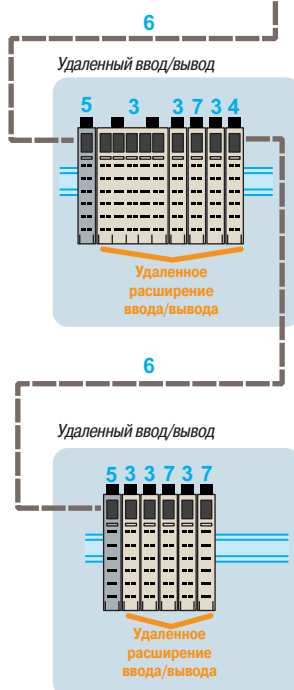 6
Удаленный ввод/вывод
5 3 3 7 3 4
Удаленное
расширение
ввода/вывода
6
Удаленный ввод/вывод
5 3 3 7 3 7
Удаленное
расширение
ввода/вывода